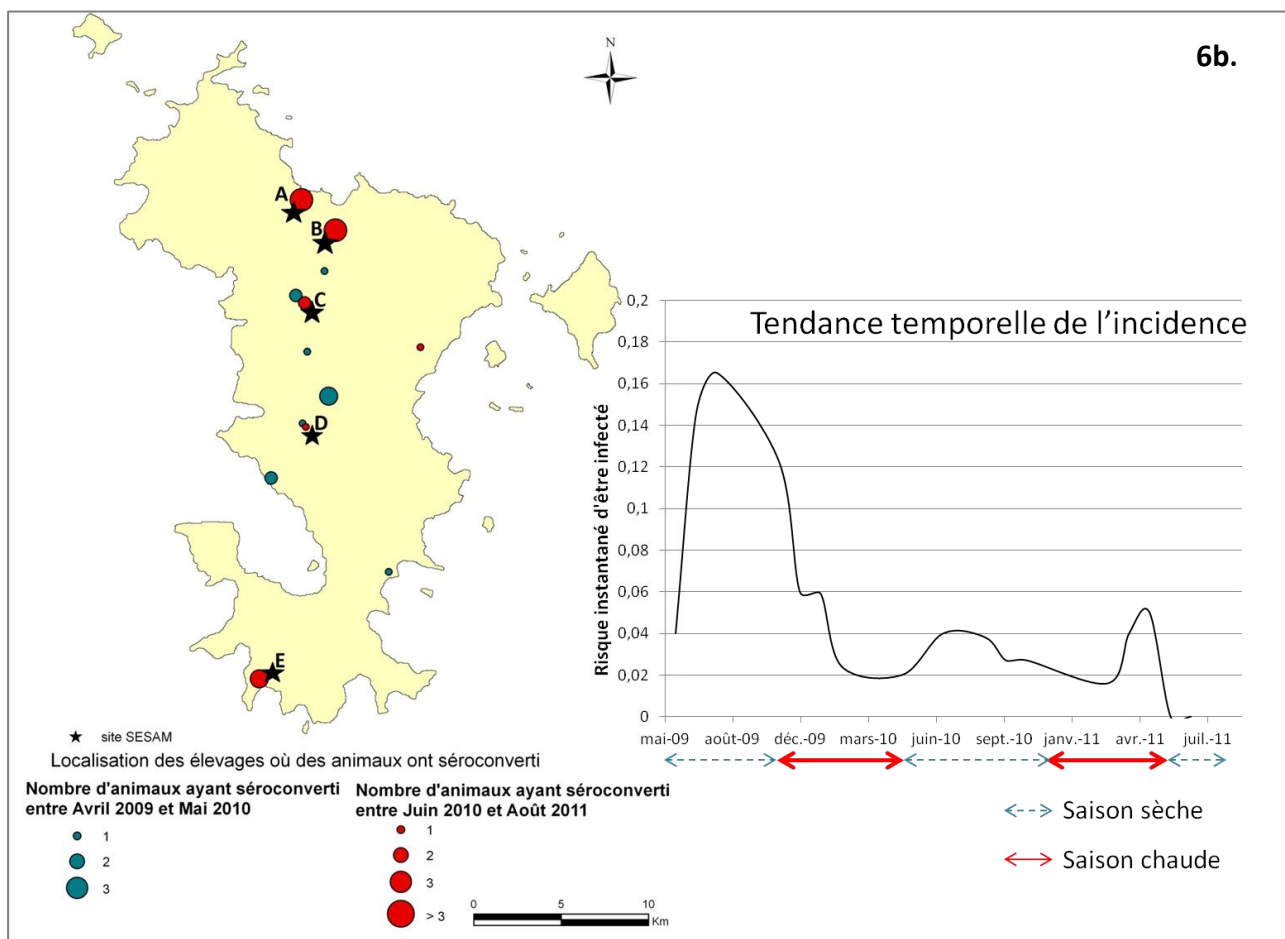 6b.
N
A
B
C
D
E
Tendance temporelle de l'incidence
Risque instantané d'être infecté
0,2
0,18
0,16
0,14
0,12
0,1
0,08
0,06
0,04
0,02
0
mai-09 août-09 déc.-09 mars-10 juin-10 sept.-10 janv.-11 avr.-11 juil.-11
Saison sèche
Saison chaude
site SESAM
Localisation des élevages où des animaux ont séroconverti
Nombre d'animaux ayant séroconverti
entre Avril 2009 et Mai 2010
1
2
3
Nombre d'animaux ayant séroconverti
entre Juin 2010 et Août 2011
1
2
3
> 3
0 5 10
Km